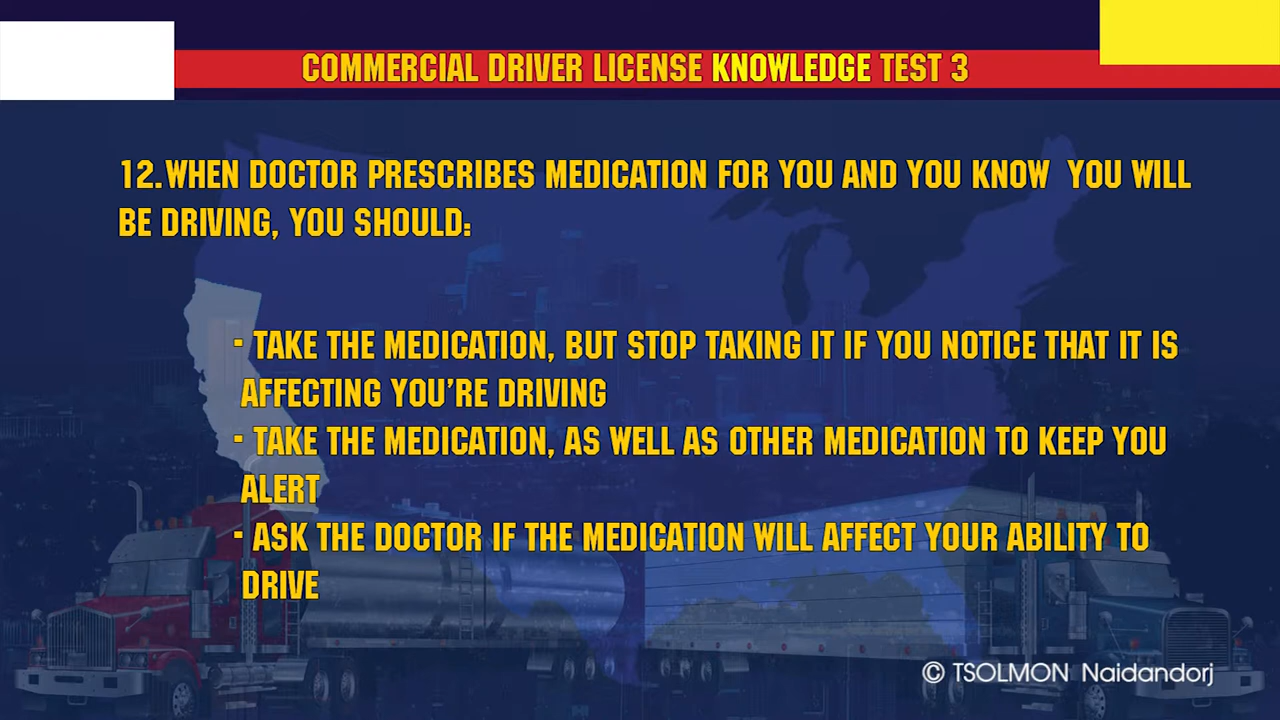 COMMERCIAL DRIVER LICENSE KNOWLEDGE TEST 3
12.WHEN DOCTOR PRESCRIBES MEDICATION FOR YOU AND YOU KNOW YOU WILL
BE DRIVING, YOU SHOULD:
- TAKE THE MEDICATION, BUT STOP TAKING IT IF YOU NOTICE THAT IT IS
AFFECTING YOU'RE DRIVING
- TAKE THE MEDICATION, AS WELL AS OTHER MEDICATION TO KEEP YOU
ALERT
- ASK THE DOCTOR IF THE MEDICATION WILL AFFECT YOUR ABILITY TO
DRIVE
© TSOLMON Naidandorj